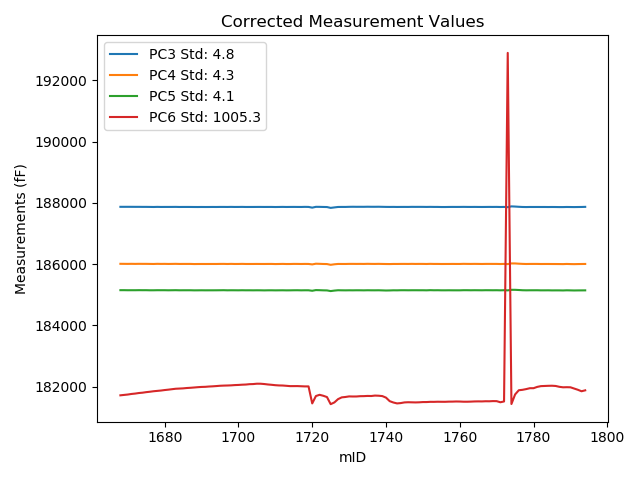 Corrected Measurement Values
PC3 Std: 4.8
PC4 Std: 4.3
PC5 Std: 4.1
PC6 Std: 1005.3
Measurements (fF)
192000
190000
188000
186000
184000
182000
1680 1700 1720 1740 1760 1780 1800
mID